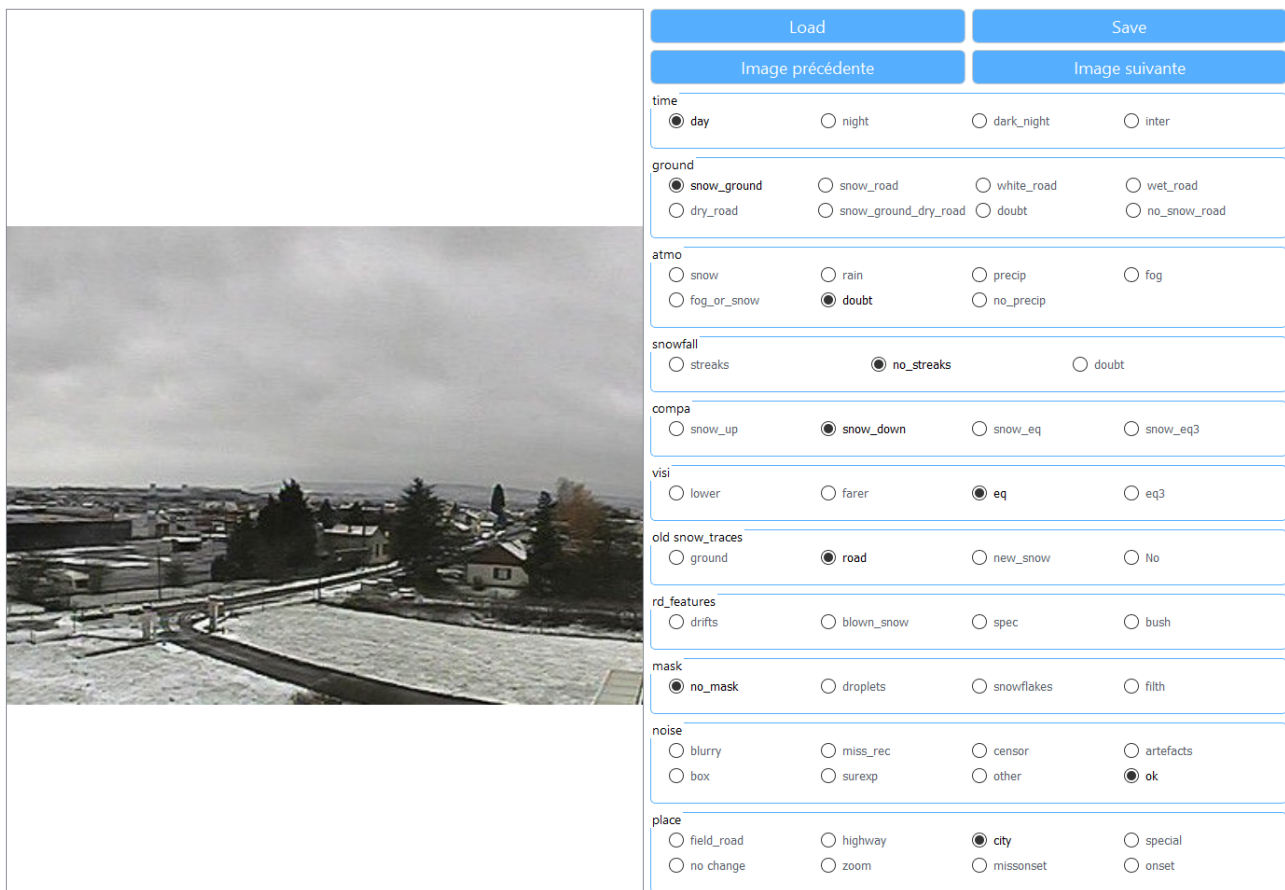 Load Save
Image précédente Image suivante
time
day night dark_night inter
ground
snow_ground snow_road white_road wet_road
dry_road snow_ground_dry_road doubt no_snow_road
atmo
snow rain precip fog
fog_or_snow doubt no_precip
snowfall
streaks no_streaks doubt
compa
snow_up snow_down snow_eq snow_eq3
visi
lower farer eq eq3
old snow_traces
ground road new_snow No
rd_features
drifts blown_snow spec bush
mask
no_mask droplets snowflakes filth
noise
blurry miss_rec censor artefacts
box surexp other ok
place
field_road highway city special
no change zoom missonset onset